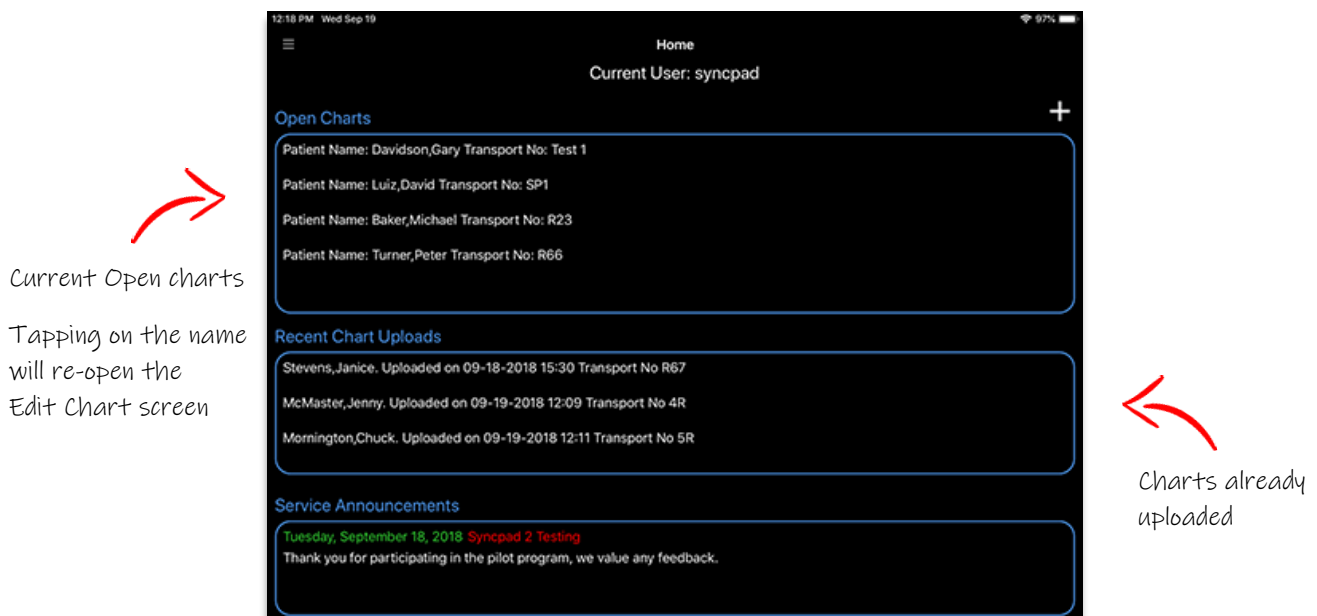 12:18 PM Wed Sep 19
97%
Home
Current User: syncpad
Open Charts
Patient Name: Davidson,Gary Transport No: Test 1
Patient Name: Luiz,David Transport No: SP1
Patient Name: Baker,Michael Transport No: R23
Patient Name: Turner,Peter Transport No: R66
Current Open charts
Tapping on the name
will re-open the
Edit Chart screen
Recent Chart Uploads
Stevens,Janice. Uploaded on 09-18-2018 15:30 Transport No R67
McMaster,Jenny. Uploaded on 09-19-2018 12:09 Transport No 4R
Mornington,Chuck. Uploaded on 09-19-2018 12:11 Transport No 5R
Charts already
uploaded
Service Announcements
Tuesday, September 18, 2018 Syncpad 2 Testing
Thank you for participating in the pilot program, we value any feedback.